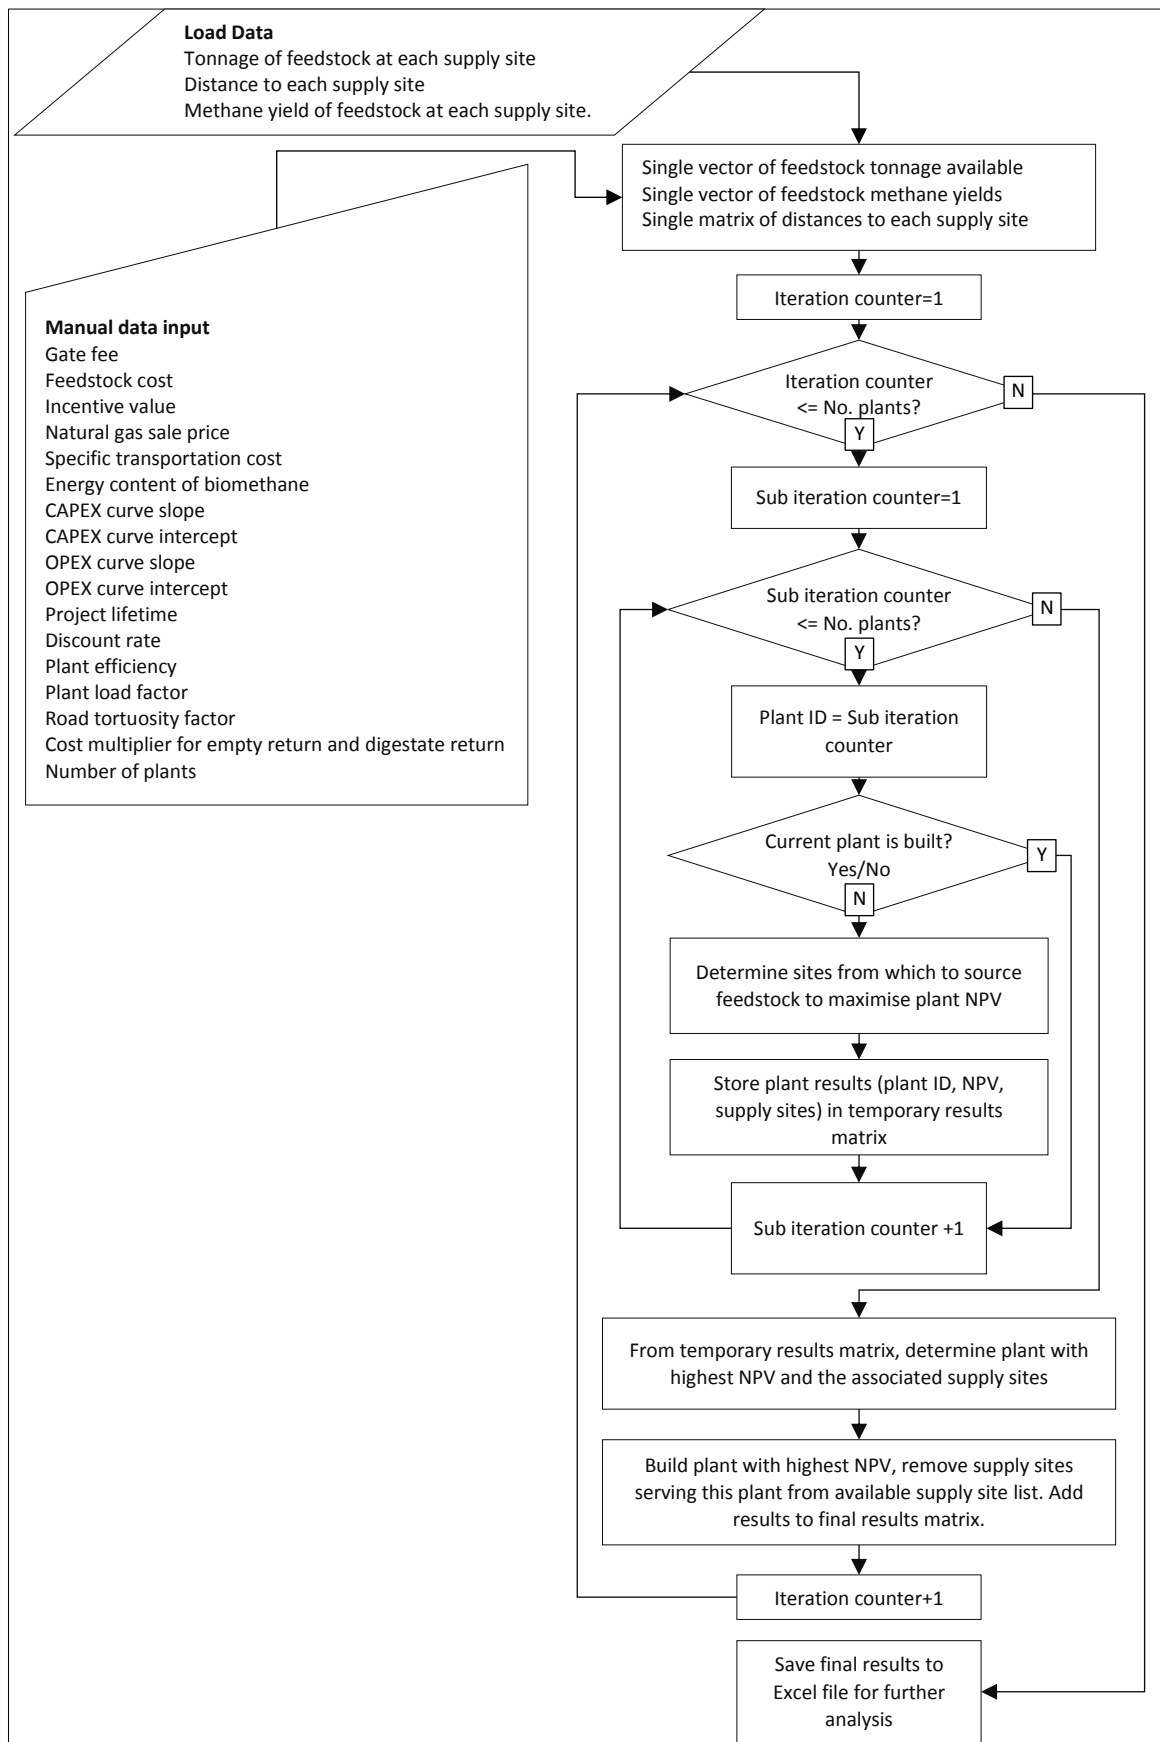 Load Data
Tonnage of feedstock at each supply site
Distance to each supply site
Methane yield of feedstock at each supply site.
Single vector of feedstock tonnage available
Single vector of feedstock methane yields
Single matrix of distances to each supply site
Manual data input
Gate fee
Feedstock cost
Incentive value
Natural gas sale price
Specific transportation cost
Energy content of biomethane
CAPEX curve slope
CAPEX curve intercept
OPEX curve slope
OPEX curve intercept
Project lifetime
Discount rate
Plant efficiency
Plant load factor
Road tortuosity factor
Cost multiplier for empty return and digestate return
Number of plants
Iteration counter=1
Iteration counter
<= No. plants?
N
Y
Sub iteration counter=1
Sub iteration counter
<= No. plants?
N
Y
Plant ID = Sub iteration
counter
Current plant is built?
Yes/No
Y
N
Determine sites from which to source
feedstock to maximise plant NPV
Store plant results (plant ID, NPV,
supply sites) in temporary results
matrix
Sub iteration counter +1
From temporary results matrix, determine plant with
highest NPV and the associated supply sites
Build plant with highest NPV, remove supply sites
serving this plant from available supply site list. Add
results to final results matrix.
Iteration counter+1
Save final results to
Excel file for further
analysis